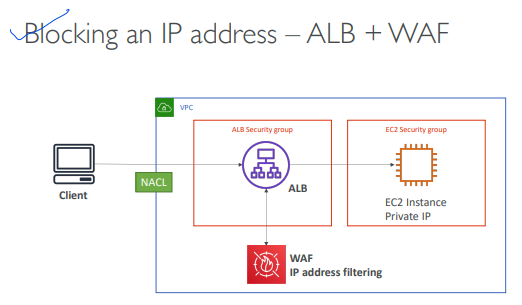 Blocking an IP address – ALB + WAF
VPC
ALB Security group
EC2 Security group
NACL
Client
ALB
EC2 Instance
Private IP
WAF
IP address filtering